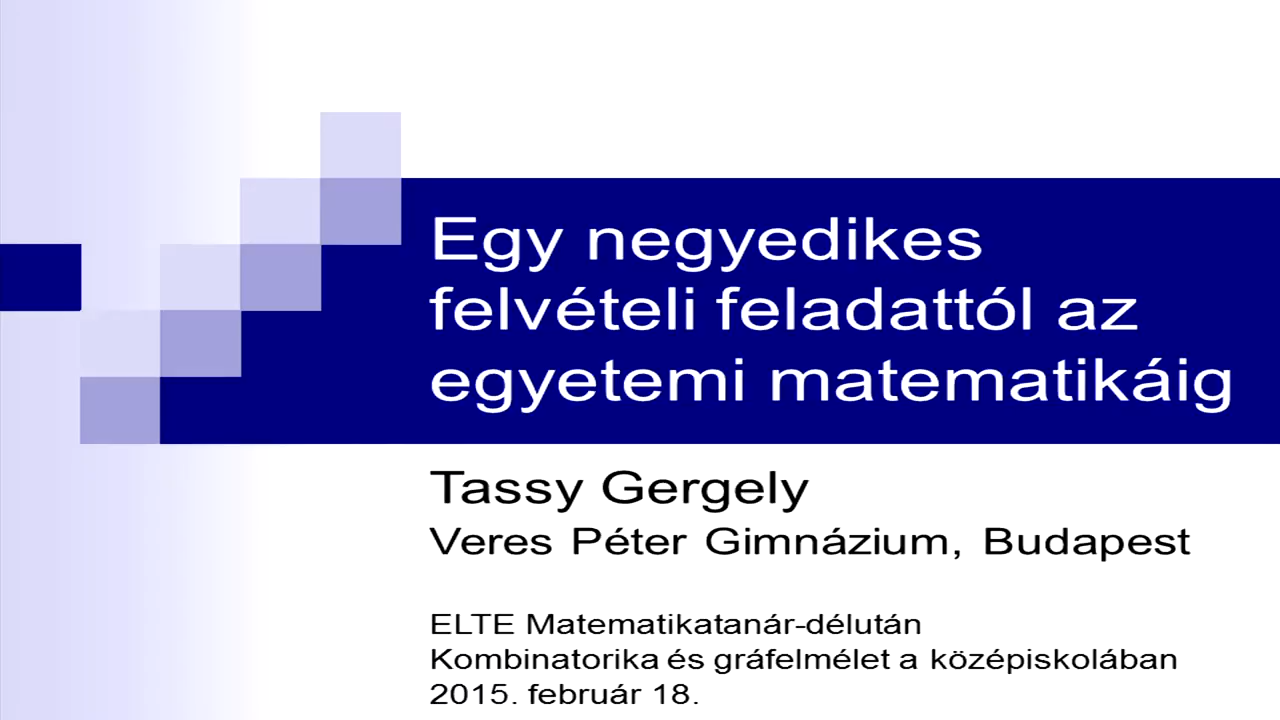 Egy negyedikes
felvételi feladattól az
egyetemi matematikáig
Tassy Gergely
Veres Péter Gimnázium, Budapest
ELTE Matematikatanár-délután
Kombinatorika és gráfelmélet a középiskolában
2015. február 18.